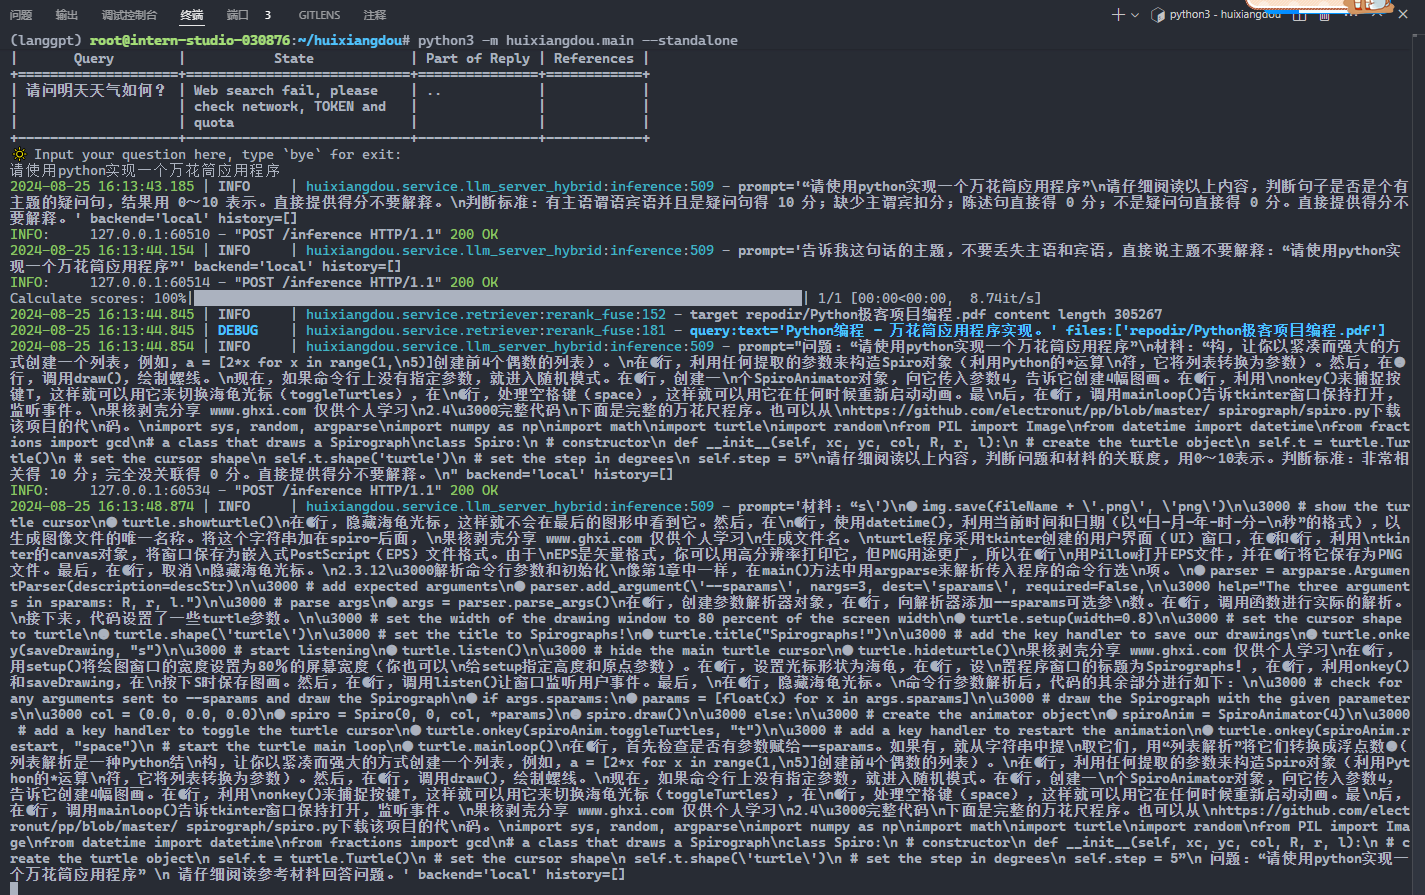 问题 输出 调试控制台 终端 端口 3 GITLENS 注释 python3 - huixiangdou
(langgpt) root@intern-studio-030876:~/huixiangdou# python3 -m huixiangdou.main --standalone
| Query | State | Part of Reply | References |
+===================+==========================+===============+============+
| 请问明天天气如何？ | Web search fail, please | .. | |
| | check network, TOKEN and | | |
| | quota | | |
+-------------------+--------------------------+---------------+------------+
🔆 Input your question here, type `bye` for exit:
请使用python实现一个万花筒应用程序
2024-08-25 16:13:43.185 | INFO | huixiangdou.service.llm_server_hybrid:inference:509 - prompt='“请使用python实现一个万花筒应用程序”\n请仔细阅读以上内容，判断句子是否是个有
主题的疑问句，结果用 0～10 表示。直接提供得分不要解释。\n判断标准：有主语谓语宾语并且是疑问句得 10 分；缺少主谓宾扣分；陈述句直接得 0 分；不是疑问句直接得 0 分。直接提供得分不
要解释。' backend='local' history=[]
INFO: 127.0.0.1:60510 - "POST /inference HTTP/1.1" 200 OK
2024-08-25 16:13:44.154 | INFO | huixiangdou.service.llm_server_hybrid:inference:509 - prompt='告诉我这句话的主题，不要丢失主语和宾语，直接说主题不要解释：“请使用python实
现一个万花筒应用程序”' backend='local' history=[]
INFO: 127.0.0.1:60514 - "POST /inference HTTP/1.1" 200 OK
Calculate scores: 100%| | 1/1 [00:00<00:00, 8.74it/s]
2024-08-25 16:13:44.845 | INFO | huixiangdou.service.retriever:rerank_fuse:152 - target repodir/Python极客项目编程.pdf content length 305267
2024-08-25 16:13:44.845 | DEBUG | huixiangdou.service.retriever:rerank_fuse:181 - query:text='Python编程 - 万花筒应用程序实现。' files:['repodir/Python极客项目编程.pdf']
2024-08-25 16:13:44.854 | INFO | huixiangdou.service.llm_server_hybrid:inference:509 - prompt="问题：“请使用python实现一个万花筒应用程序”\n材料：“构，让你以紧凑而强大的方
式创建一个列表，例如，a = [2*x for x in range(1,\n5)]创建前4个偶数的列表）。\n在●行，利用任何提取的参数来构造Spiro对象（利用Python的*运算\n符，它将列表转换为参数）。然后，在●
行，调用draw()，绘制螺线。\n现在，如果命令行上没有指定参数，就进入随机模式。在●行，创建一\n个SpiroAnimator对象，向它传入参数4，告诉它创建4幅图画。在●行，利用\nonkey()来捕捉按
键T，这样就可以用它来切换海龟光标（toggleTurtles），在\n●行，处理空格键（space），这样就可以用它在任何时候重新启动动画。最\n后，在●行，调用mainloop()告诉tkinter窗口保持打开，
监听事件。\n果核剥壳分享 www.ghxi.com 仅供个人学习\n2.4\u3000完整代码\n下面是完整的万花尺程序。也可以从\nhttps://github.com/electronut/pp/blob/master/ spirograph/spiro.py下载
该项目的代\n码。\nimport sys, random, argparse\nimport numpy as np\nimport math\nimport turtle\nimport random\nfrom PIL import Image\nfrom datetime import datetime\nfrom fract
ions import gcd\n# a class that draws a Spirograph\nclass Spiro:\n # constructor\n def __init__(self, xc, yc, col, R, r, l):\n # create the turtle object\n self.t = turtle.Tur
tle()\n # set the cursor shape\n self.t.shape('turtle')\n # set the step in degrees\n self.step = 5”\n请仔细阅读以上内容，判断问题和材料的关联度，用0～10表示。判断标准：非常相
关得 10 分；完全没关联得 0 分。直接提供得分不要解释。\n" backend='local' history=[]
INFO: 127.0.0.1:60534 - "POST /inference HTTP/1.1" 200 OK
2024-08-25 16:13:48.874 | INFO | huixiangdou.service.llm_server_hybrid:inference:509 - prompt='材料：“s\')\n● img.save(fileName + \'.png\', \'png\')\n\u3000 # show the tur
tle cursor\n● turtle.showturtle()\n在●行，隐藏海龟光标，这样就不会在最后的图形中看到它。然后，在\n●行，使用datetime()，利用当前时间和日期（以“日-月-年-时-分-\n秒”的格式），以
生成图像文件的唯一名称。将这个字符串加在spiro-后面，\n果核剥壳分享 www.ghxi.com 仅供个人学习\n生成文件名。\nturtle程序采用tkinter创建的用户界面（UI）窗口，在●和●行，利用\ntkin
ter的canvas对象，将窗口保存为嵌入式PostScript（EPS）文件格式。由于\nEPS是矢量格式，你可以用高分辨率打印它，但PNG用途更广，所以在●行\n用Pillow打开EPS文件，并在●行将它保存为PNG
文件。最后，在●行，取消\n隐藏海龟光标。\n2.3.12\u3000解析命令行参数和初始化\n像第1章中一样，在main()方法中用argparse来解析传入程序的命令行选\n项。\n● parser = argparse.Argumen
tParser(description=descStr)\n\u3000 # add expected arguments\n● parser.add_argument(\'--sparams\', nargs=3, dest=\'sparams\', required=False,\n\u3000 help="The three argument
s in sparams: R, r, l.")\n\u3000 # parse args\n● args = parser.parse_args()\n在●行，创建参数解析器对象，在●行，向解析器添加--sparams可选参\n数。在●行，调用函数进行实际的解析。
\n接下来，代码设置了一些turtle参数。\n\u3000 # set the width of the drawing window to 80 percent of the screen width\n● turtle.setup(width=0.8)\n\u3000 # set the cursor shape
to turtle\n● turtle.shape(\'turtle\')\n\u3000 # set the title to Spirographs!\n● turtle.title("Spirographs!")\n\u3000 # add the key handler to save our drawings\n● turtle.onke
y(saveDrawing, "s")\n\u3000 # start listening\n● turtle.listen()\n\u3000 # hide the main turtle cursor\n● turtle.hideturtle()\n果核剥壳分享 www.ghxi.com 仅供个人学习\n在●行，
用setup()将绘图窗口的宽度设置为80%的屏幕宽度（你也可以\n给setup指定高度和原点参数）。在●行，设置光标形状为海龟，在●行，设\n置程序窗口的标题为Spirographs！，在●行，利用onkey()
和saveDrawing，在\n按下S时保存图画。然后，在●行，调用listen()让窗口监听用户事件。最后，\n在●行，隐藏海龟光标。\n命令行参数解析后，代码的其余部分进行如下：\n\u3000 # check for
any arguments sent to --sparams and draw the Spirograph\n● if args.sparams:\n● params = [float(x) for x in args.sparams]\n\u3000 # draw the Spirograph with the given parameter
s\n\u3000 col = (0.0, 0.0, 0.0)\n● spiro = Spiro(0, 0, col, *params)\n● spiro.draw()\n\u3000 else:\n\u3000 # create the animator object\n● spiroAnim = SpiroAnimator(4)\n\u3000
# add a key handler to toggle the turtle cursor\n● turtle.onkey(spiroAnim.toggleTurtles, "t")\n\u3000 # add a key handler to restart the animation\n● turtle.onkey(spiroAnim.r
estart, "space")\n # start the turtle main loop\n● turtle.mainloop()\n在●行，首先检查是否有参数赋给--sparams。如果有，就从字符串中提\n取它们，用“列表解析”将它们转换成浮点数●（
列表解析是一种Python结\n构，让你以紧凑而强大的方式创建一个列表，例如，a = [2*x for x in range(1,\n5)]创建前4个偶数的列表）。\n在●行，利用任何提取的参数来构造Spiro对象（利用Pyt
hon的*运算\n符，它将列表转换为参数）。然后，在●行，调用draw()，绘制螺线。\n现在，如果命令行上没有指定参数，就进入随机模式。在●行，创建一\n个SpiroAnimator对象，向它传入参数4，
告诉它创建4幅图画。在●行，利用\nonkey()来捕捉按键T，这样就可以用它来切换海龟光标（toggleTurtles），在\n●行，处理空格键（space），这样就可以用它在任何时候重新启动动画。最\n后，
在●行，调用mainloop()告诉tkinter窗口保持打开，监听事件。\n果核剥壳分享 www.ghxi.com 仅供个人学习\n2.4\u3000完整代码\n下面是完整的万花尺程序。也可以从\nhttps://github.com/elect
ronut/pp/blob/master/ spirograph/spiro.py下载该项目的代\n码。\nimport sys, random, argparse\nimport numpy as np\nimport math\nimport turtle\nimport random\nfrom PIL import Ima
ge\nfrom datetime import datetime\nfrom fractions import gcd\n# a class that draws a Spirograph\nclass Spiro:\n # constructor\n def __init__(self, xc, yc, col, R, r, l):\n # c
reate the turtle object\n self.t = turtle.Turtle()\n # set the cursor shape\n self.t.shape(\'turtle\')\n # set the step in degrees\n self.step = 5”\n 问题：“请使用python实现一
个万花筒应用程序” \n 请仔细阅读参考材料回答问题。' backend='local' history=[]